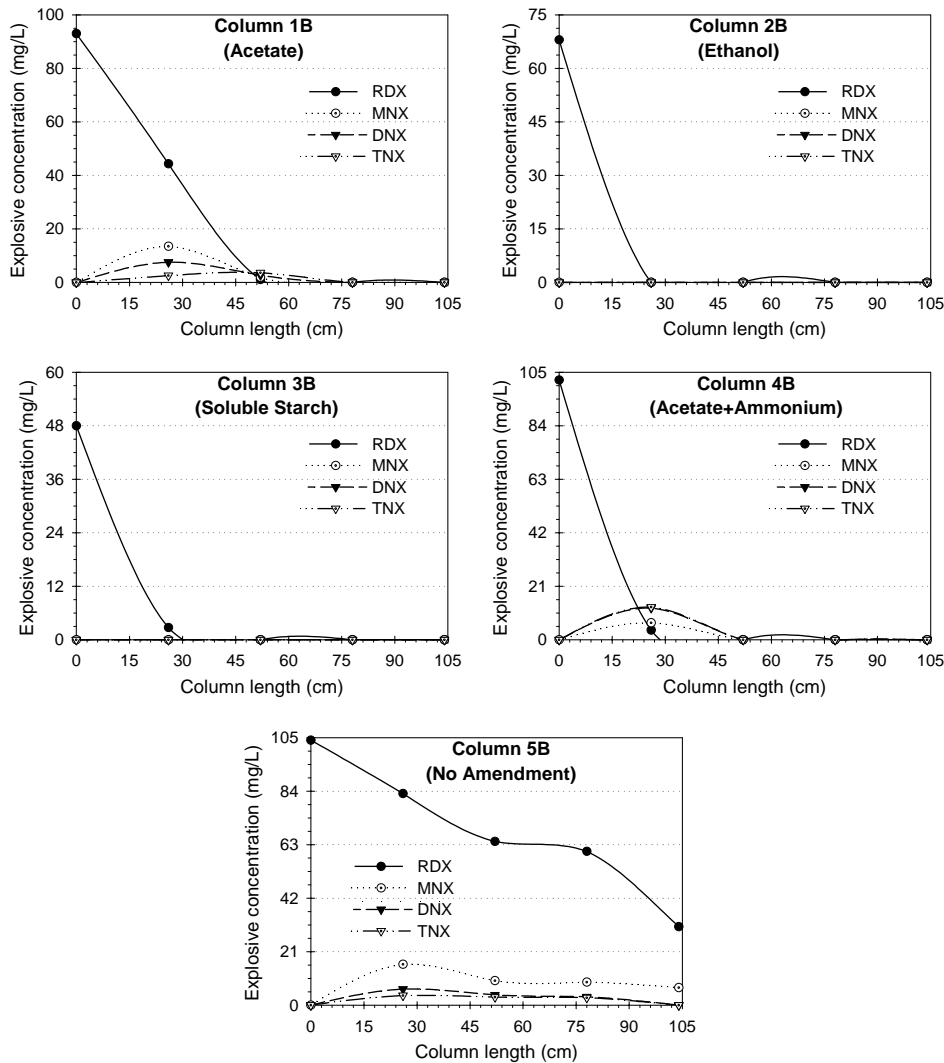 Column 1B
(Acetate)
Explosive concentration (mg/L)
100
80
60
40
20
0
RDX
MNX
DNX
TNX
0 15 30 45 60 75 90 105
Column length (cm)
Column 2B
(Ethanol)
Explosive concentration (mg/L)
75
60
45
30
15
0
RDX
MNX
DNX
TNX
0 15 30 45 60 75 90 105
Column length (cm)
Column 3B
(Soluble Starch)
Explosive concentration (mg/L)
60
48
36
24
12
0
RDX
MNX
DNX
TNX
0 15 30 45 60 75 90 105
Column length (cm)
Column 4B
(Acetate+Ammonium)
Explosive concentration (mg/L)
105
84
63
42
21
0
RDX
MNX
DNX
TNX
0 15 30 45 60 75 90 105
Column length (cm)
Column 5B
(No Amendment)
Explosive concentration (mg/L)
105
84
63
42
21
0
RDX
MNX
DNX
TNX
0 15 30 45 60 75 90 105
Column length (cm)